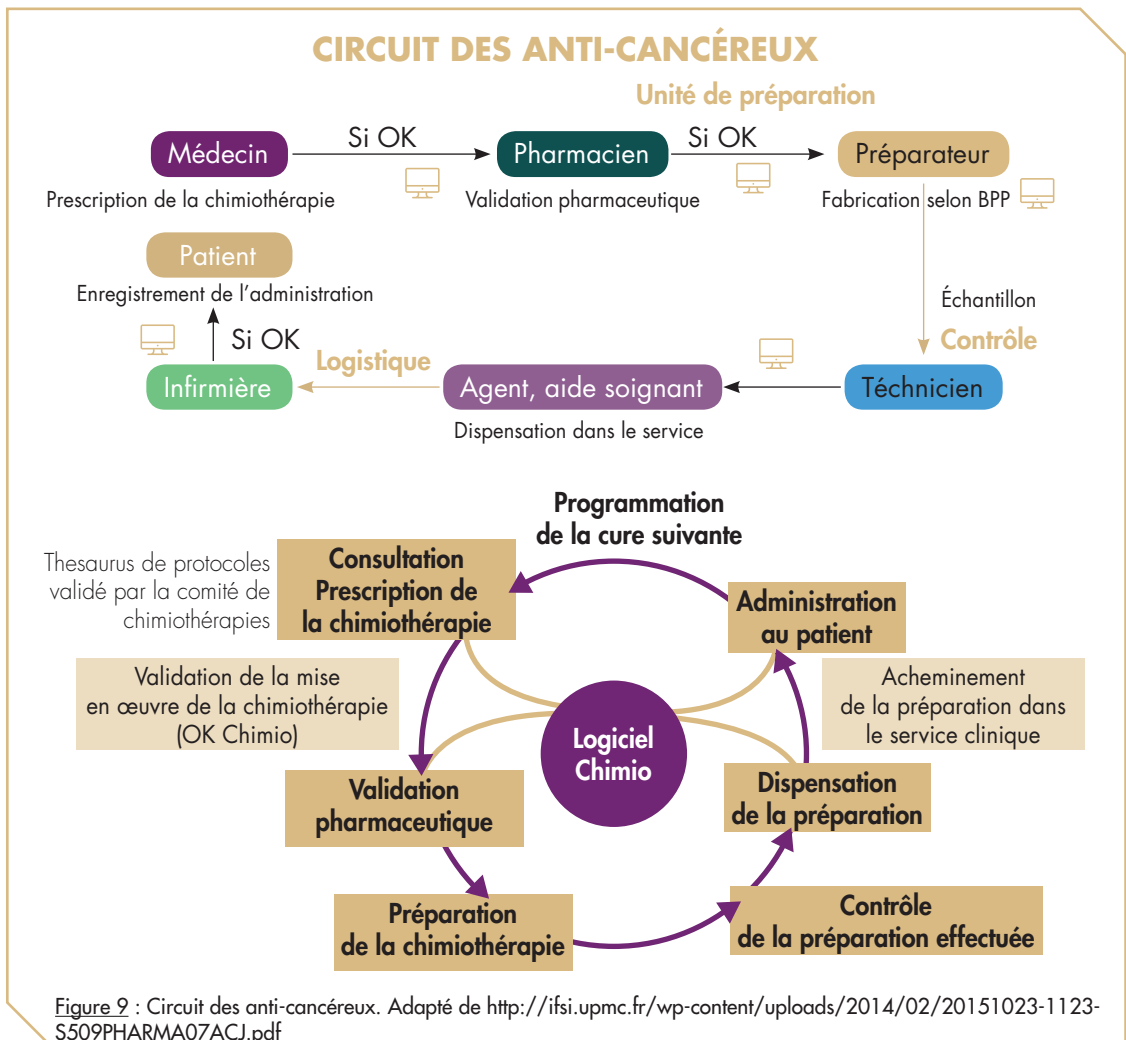 CIRCUIT DES ANTI-CANCÉREUX
Unité de préparation
Médecin
Si OK
Pharmacien
Si OK
Préparateur
Prescription de la chimiothérapie
Validation pharmaceutique
Fabrication selon BPP
Patient
Enregistrement de l'administration
Échantillon
Si OK
Logistique
Contrôle
Infirmière
Agent, aide soignant
Téchnicien
Dispensation dans le service
Programmation
de la cure suivante
Thesaurus de protocoles
validé par la comité de
chimiothérapies
Consultation
Prescription de
la chimiothérapie
Administration
au patient
Validation de la mise
en œuvre de la chimiothérapie
(OK Chimio)
Acheminement
de la préparation dans
le service clinique
Logiciel
Chimio
Validation
pharmaceutique
Dispensation
de la préparation
Préparation
de la chimiothérapie
Contrôle
de la préparation effectuée
Figure 9 : Circuit des anti-cancéreux. Adapté de http://ifsi.upmc.fr/wp-content/uploads/2014/02/20151023-1123-
S509PHARMA07ACJ.pdf